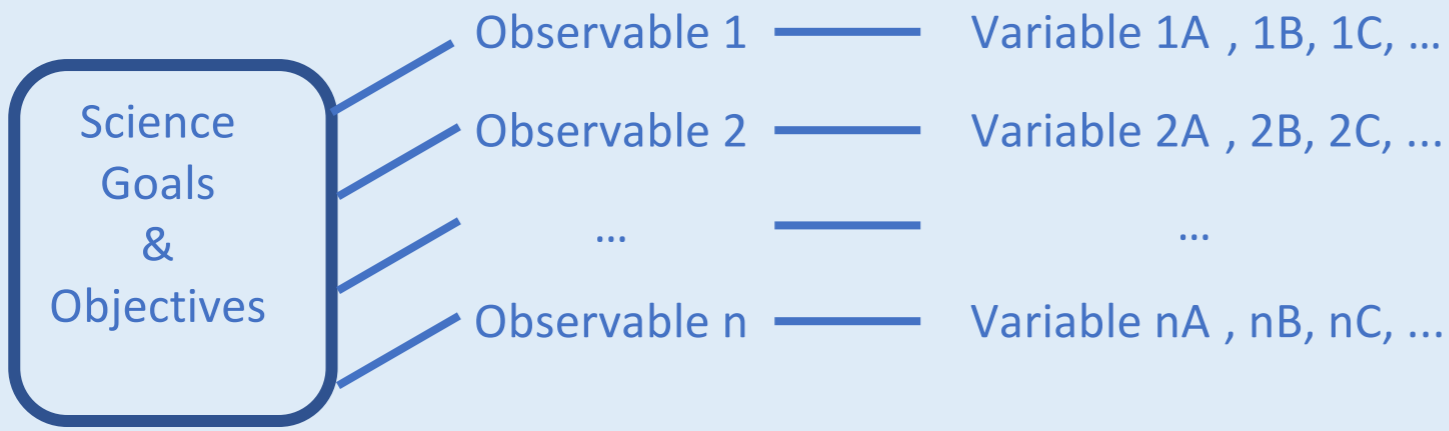 Science
Goals
&
Objectives
Observable 1 Variable 1A , 1B, 1C, ...
Observable 2 Variable 2A , 2B, 2C, ...
... ...
Observable n Variable nA , nB, nC, ...